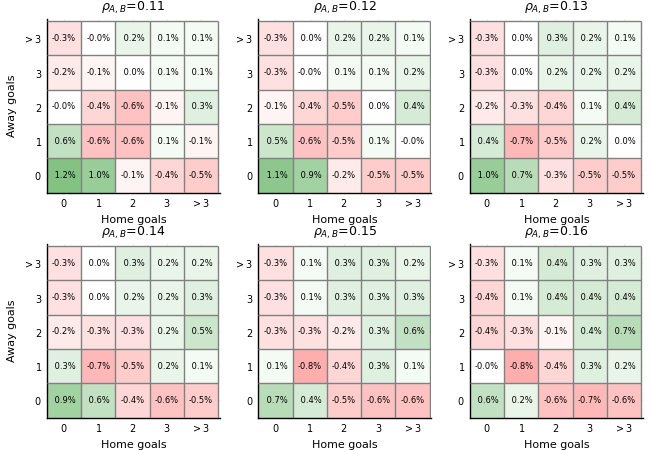 ρA, B=0.11 ρA, B=0.12 ρA, B=0.13
> 3 -0.3% -0.0% 0.2% 0.1% 0.1% > 3 -0.3% 0.0% 0.2% 0.2% 0.1% > 3 -0.3% 0.0% 0.3% 0.2% 0.1%
3 -0.2% -0.1% 0.0% 0.1% 0.1% 3 -0.3% -0.0% 0.1% 0.1% 0.2% 3 -0.3% 0.0% 0.2% 0.2% 0.2%
Away goals
2 -0.0% -0.4% -0.6% -0.1% 0.3% 2 -0.1% -0.4% -0.5% 0.0% 0.4% 2 -0.2% -0.3% -0.4% 0.1% 0.4%
1 0.6% -0.6% -0.6% 0.1% -0.1% 1 0.5% -0.6% -0.5% 0.1% -0.0% 1 0.4% -0.7% -0.5% 0.2% 0.0%
0 1.2% 1.0% -0.1% -0.4% -0.5% 0 1.1% 0.9% -0.2% -0.5% -0.5% 0 1.0% 0.7% -0.3% -0.5% -0.5%
0 1 2 3 > 3 0 1 2 3 > 3 0 1 2 3 > 3
Home goals Home goals Home goals
ρA, B=0.14 ρA, B=0.15 ρA, B=0.16
> 3 -0.3% 0.0% 0.3% 0.2% 0.2% > 3 -0.3% 0.1% 0.3% 0.3% 0.2% > 3 -0.3% 0.1% 0.4% 0.3% 0.3%
3 -0.3% 0.0% 0.2% 0.2% 0.3% 3 -0.3% 0.1% 0.3% 0.3% 0.3% 3 -0.4% 0.1% 0.4% 0.4% 0.4%
Away goals
2 -0.2% -0.3% -0.3% 0.2% 0.5% 2 -0.3% -0.3% -0.2% 0.3% 0.6% 2 -0.4% -0.3% -0.1% 0.4% 0.7%
1 0.3% -0.7% -0.5% 0.2% 0.1% 1 0.1% -0.8% -0.4% 0.3% 0.1% 1 -0.0% -0.8% -0.4% 0.3% 0.2%
0 0.9% 0.6% -0.4% -0.6% -0.5% 0 0.7% 0.4% -0.5% -0.6% -0.6% 0 0.6% 0.2% -0.6% -0.7% -0.6%
0 1 2 3 > 3 0 1 2 3 > 3 0 1 2 3 > 3
Home goals Home goals Home goals